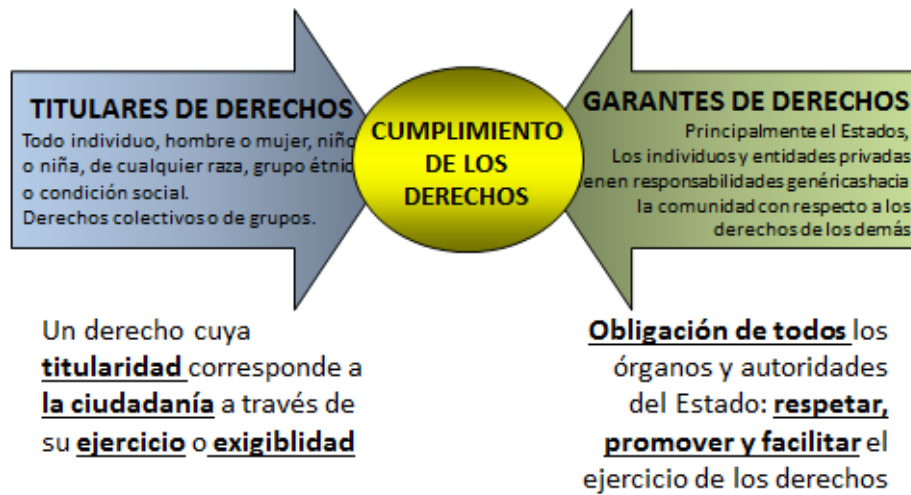 TITULARES DE DERECHOS
Todo individuo, hombre o mujer, niño
o niña, de cualquier raza, grupo étnic
o condición social.
Derechos colectivos o de grupos.
CUMPLIMIENTO
DE LOS
DERECHOS
GARANTES DE DERECHOS
Principalmente el Estados,
Los individuos y entidades privadas
enen responsabilidades genéricashacia
la comunidad con respecto a los
derechos de los demás
Un derecho cuya
titularidad corresponde a
la ciudadanía a través de
su ejercicio o exigiblidad
Obligación de todos los
órganos y autoridades
del Estado: respetar,
promover y facilitar el
ejercicio de los derechos